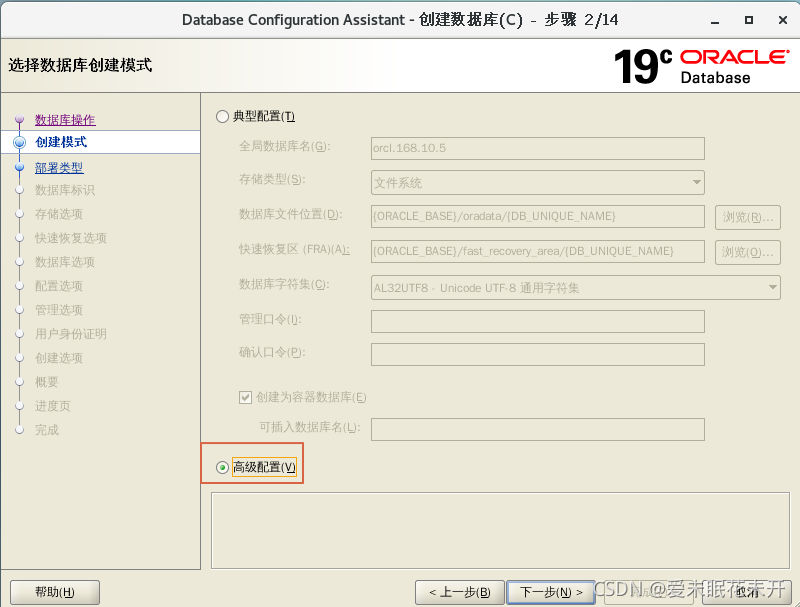 Database Configuration Assistant - 创建数据库(C) - 步骤 2/14
选择数据库创建模式
19c ORACLE
Database
数据库操作
创建模式
部署类型
数据库标识
存储选项
快速恢复选项
数据库选项
配置选项
管理选项
用户身份证明
创建选项
概要
进度页
完成
典型配置(T)
全局数据库名(G): orcl.168.10.5
存储类型(S): 文件系统
数据库文件位置(D): {ORACLE_BASE}/oradata/{DB_UNIQUE_NAME} 浏览(R)...
快速恢复区 (FRA)(A): {ORACLE_BASE}/fast_recovery_area/{DB_UNIQUE_NAME} 浏览(O)...
数据库字符集(C): AL32UTF8 - Unicode UTF-8 通用字符集
管理口令(I):
确认口令(P):
创建为容器数据库(E)
可插入数据库名(L):
高级配置(V)
帮助(H) < 上一步(B) 下一步(N) > 取消
CSDN @爱未眠花未开